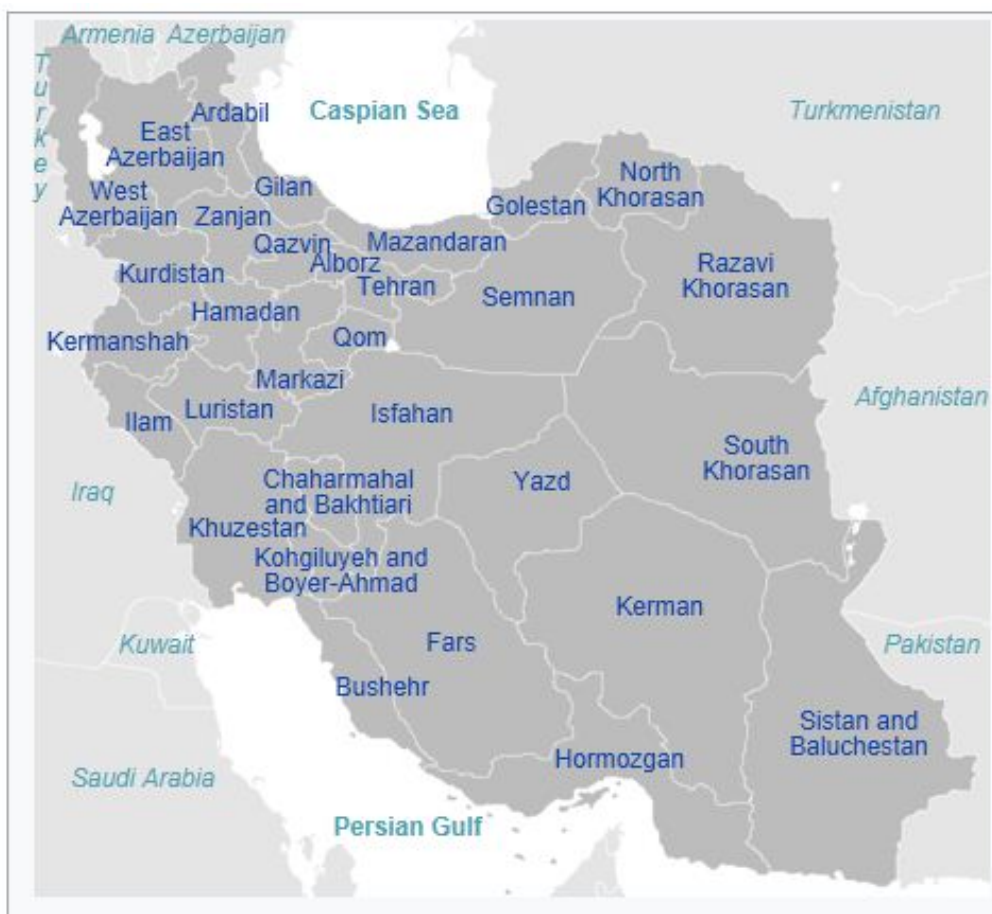 Armenia
Azerbaijan
Turkey
Ardabil
Caspian Sea
Turkmenistan
East
Azerbaijan
West
Azerbaijan
Gilan
North
Khorasan
Golestan
Zanjan
Qazvin
Mazandaran
Alborz
Tehran
Razavi
Khorasan
Kurdistan
Semnan
Hamadan
Kermanshah
Qom
Markazi
Afghanistan
Ilam
Luristan
Isfahan
South
Khorasan
Iraq
Chaharmahal
and Bakhtiari
Yazd
Khuzestan
Kohgiluyeh and
Boyer-Ahmad
Kerman
Kuwait
Fars
Pakistan
Bushehr
Sistan and
Baluchestan
Hormozgan
Saudi Arabia
Persian Gulf